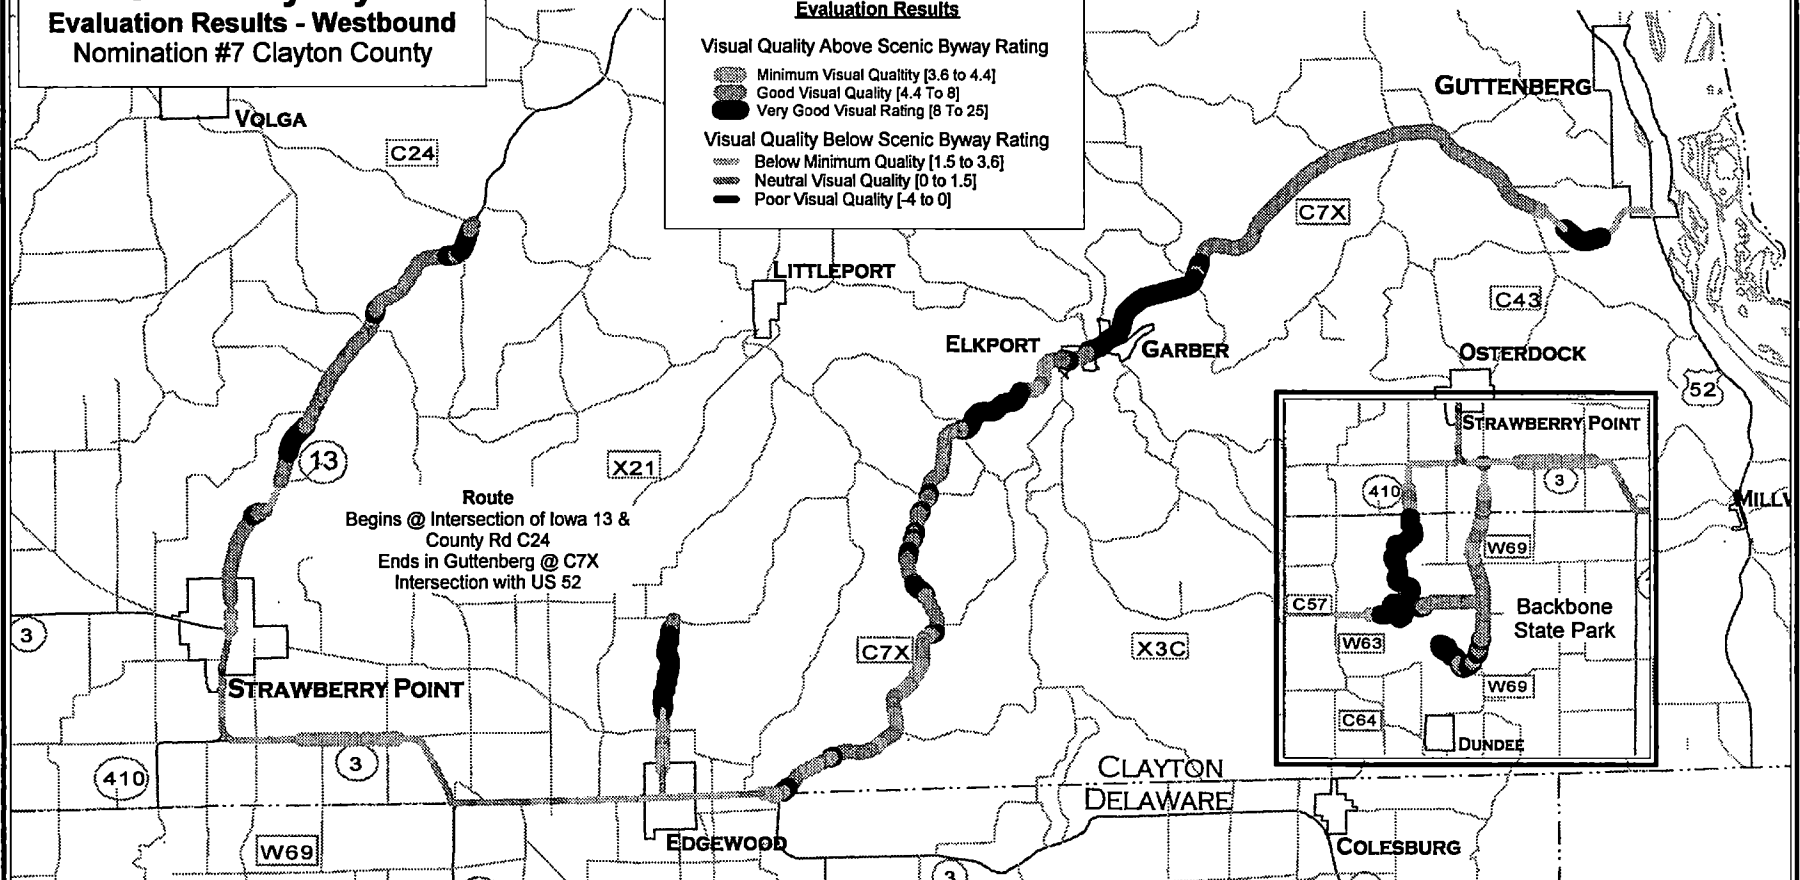 Evaluation Results - Westbound
Nomination #7 Clayton County
Evaluation Results
Visual Quality Above Scenic Byway Rating
Minimum Visual Qualtity [3.6 to 4.4]
Good Visual Quality [4.4 To 8]
Very Good Visual Rating [8 To 25]
Visual Quality Below Scenic Byway Rating
Below Minimum Quality [1.5 to 3.6]
Neutral Visual Quality [0 to 1.5]
Poor Visual Quality [-4 to 0]
GUTTENBERG
VOLGA
C24
C7X
LITTLEPORT
C43
ELKPORT
GARBER
OSTERDOCK
52
STRAWBERRY POINT
13
X21
3
410
Route
Begins @ Intersection of Iowa 13 &
County Rd C24
Ends in Guttenberg @ C7X
Intersection with US 52
W69
C57
Backbone
State Park
W63
W69
C64
DUNDEE
3
C7X
X3C
STRAWBERRY POINT
410
3
CLAYTON
DELAWARE
EDGEWOOD
W69
COLESBURG
3